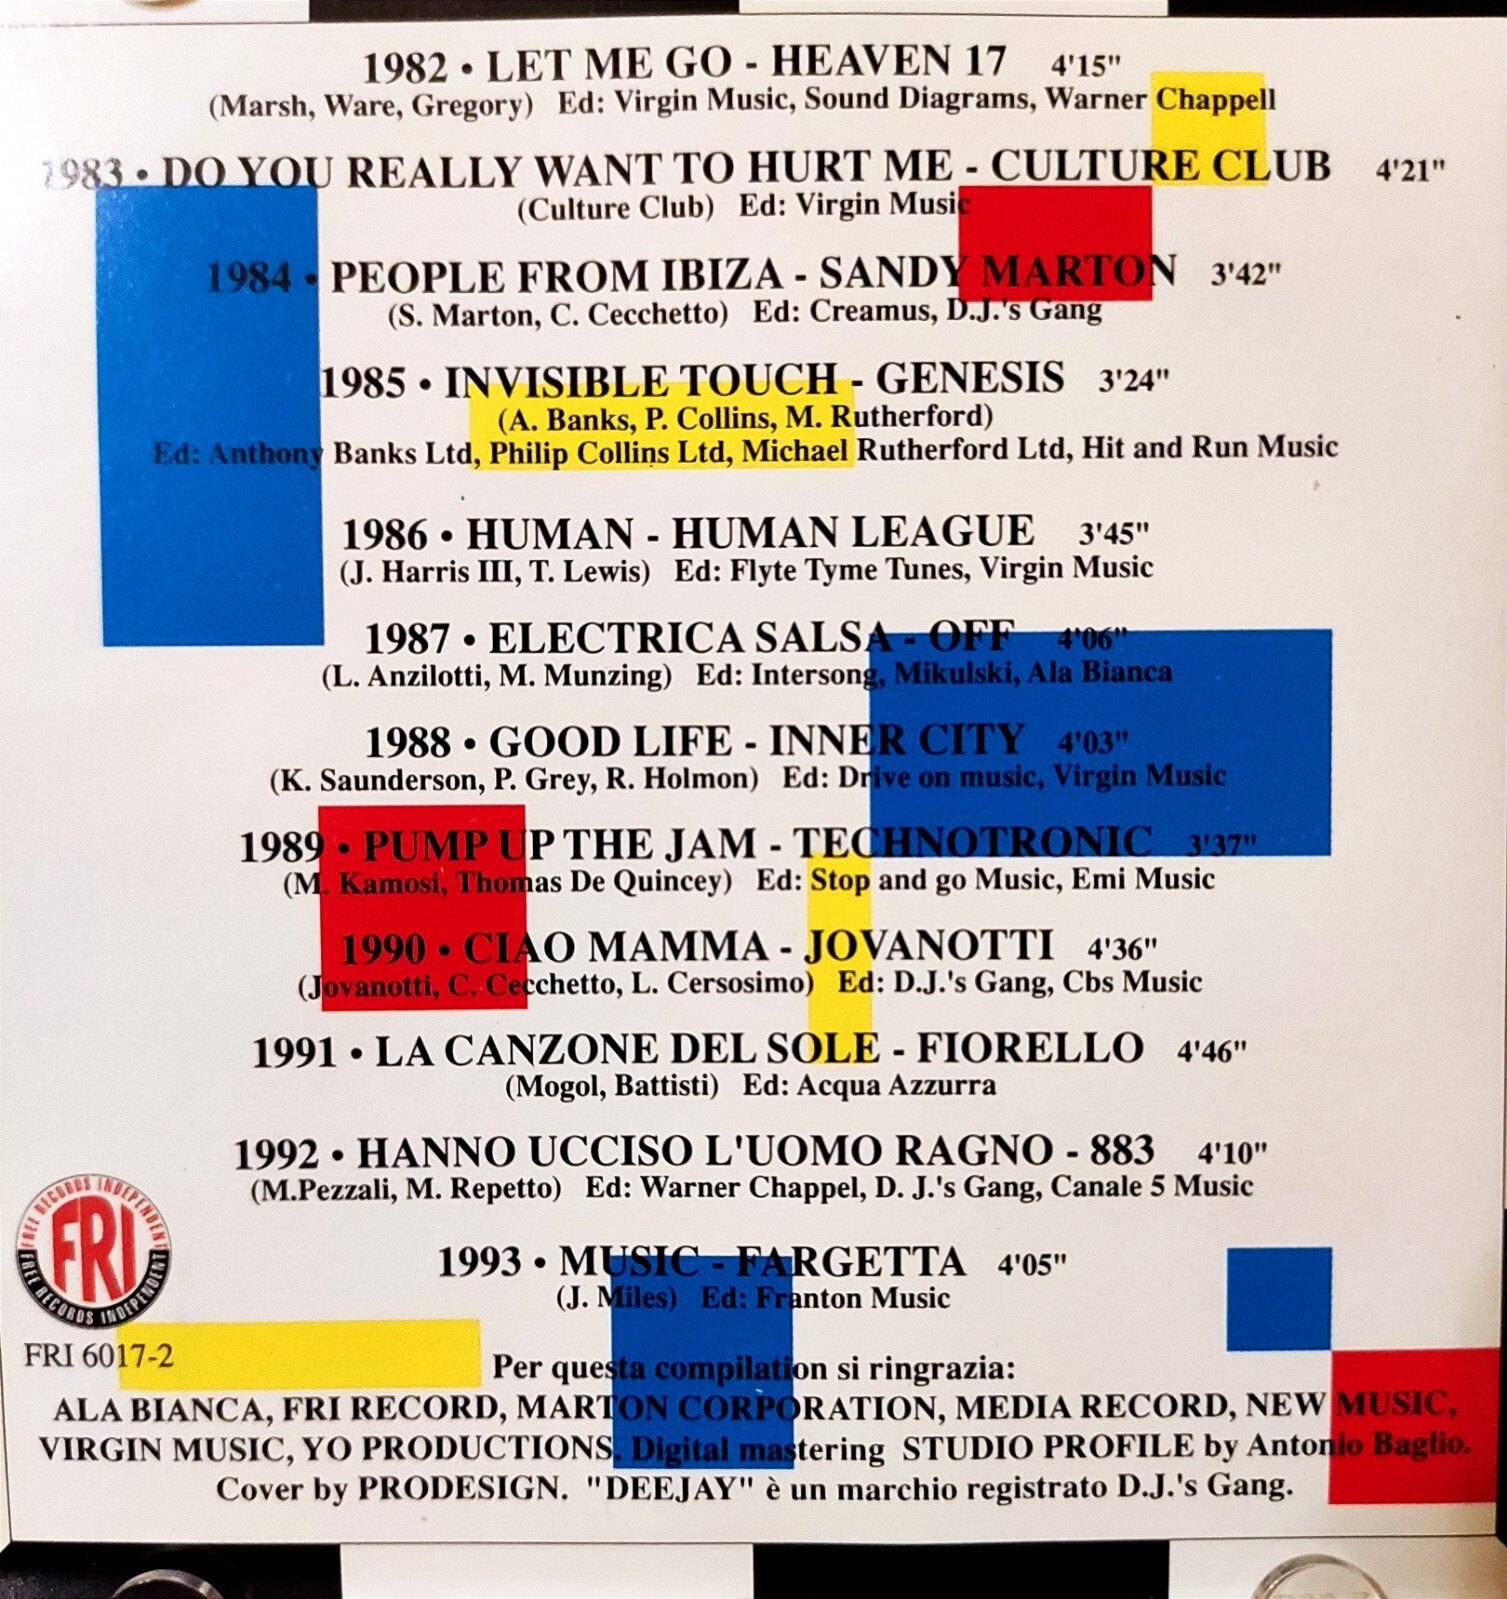 1982 • LET ME GO - HEAVEN 17 4'15"
(Marsh, Ware, Gregory) Ed: Virgin Music, Sound Diagrams, Warner Chappell
1983 • DO YOU REALLY WANT TO HURT ME - CULTURE CLUB 4'21"
(Culture Club) Ed: Virgin Music
1984 • PEOPLE FROM IBIZA - SANDY MARTON 3'42"
(S. Marton, C. Cecchetto) Ed: Creamus, D.J.'s Gang
1985 • INVISIBLE TOUCH - GENESIS 3'24"
(A. Banks, P. Collins, M. Rutherford)
Ed: Anthony Banks Ltd, Philip Collins Ltd, Michael Rutherford Ltd, Hit and Run Music
1986 • HUMAN - HUMAN LEAGUE 3'45"
(J. Harris III, T. Lewis) Ed: Flyte Tyme Tunes, Virgin Music
1987 • ELECTRICA SALSA - OFF 4'06"
(L. Anzilotti, M. Munzing) Ed: Intersong, Mikulski, Ala Bianca
1988 • GOOD LIFE - INNER CITY 4'03"
(K. Saunderson, P. Grey, R. Holmon) Ed: Drive on music, Virgin Music
1989 • PUMP UP THE JAM - TECHNOTRONIC 3'37"
(M. Kamosi, Thomas De Quincey) Ed: Stop and go Music, Emi Music
1990 • CIAO MAMMA - JOVANOTTI 4'36"
(Jovanotti, C. Cecchetto, L. Cersosimo) Ed: D.J.'s Gang, Cbs Music
1991 • LA CANZONE DEL SOLE - FIORELLO 4'46"
(Mogol, Battisti) Ed: Acqua Azzurra
1992 • HANNO UCCISO L'UOMO RAGNO - 883 4'10"
(M.Pezzali, M. Repetto) Ed: Warner Chappel, D. J.'s Gang, Canale 5 Music
FREE RECORDS INDEPENDENT
FRI
FREE RECORDS INDEPENDENT
1993 • MUSIC - FARGETTA 4'05"
(J. Miles) Ed: Franton Music
FRI 6017-2
Per questa compilation si ringrazia:
ALA BIANCA, FRI RECORD, MARTON CORPORATION, MEDIA RECORD, NEW MUSIC,
VIRGIN MUSIC, YO PRODUCTIONS. Digital mastering STUDIO PROFILE by Antonio Baglio.
Cover by PRODESIGN. "DEEJAY" è un marchio registrato D.J.'s Gang.